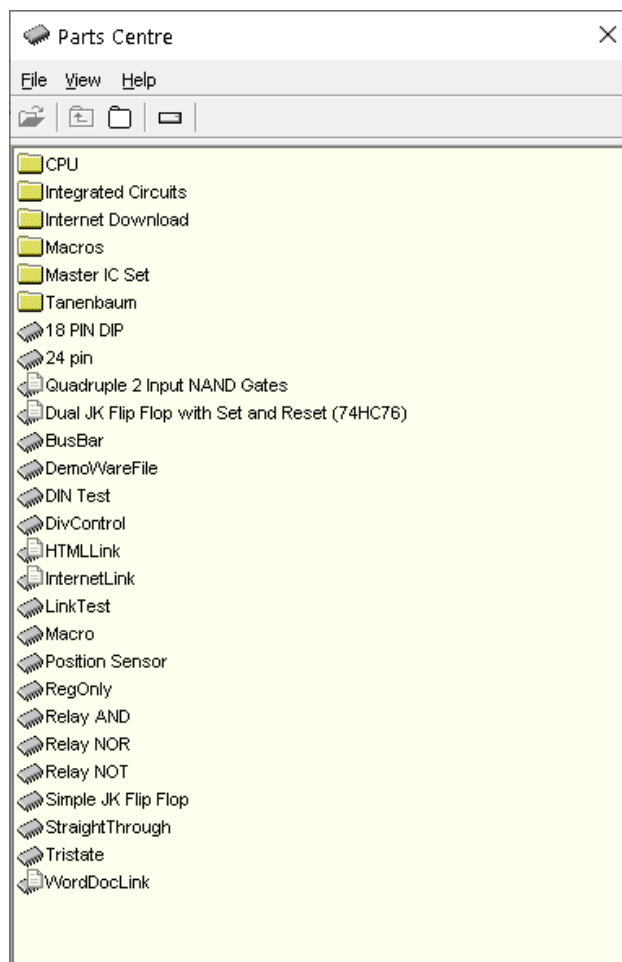 Parts Centre
File View Help
CPU
Integrated Circuits
Internet Download
Macros
Master IC Set
Tanenbaum
18 PIN DIP
24 pin
Quadruple 2 Input NAND Gates
Dual JK Flip Flop with Set and Reset (74HC76)
BusBar
DemoWareFile
DIN Test
DivControl
HTMLLink
InternetLink
LinkTest
Macro
Position Sensor
RegOnly
Relay AND
Relay NOR
Relay NOT
Simple JK Flip Flop
StraightThrough
Tristate
WordDocLink